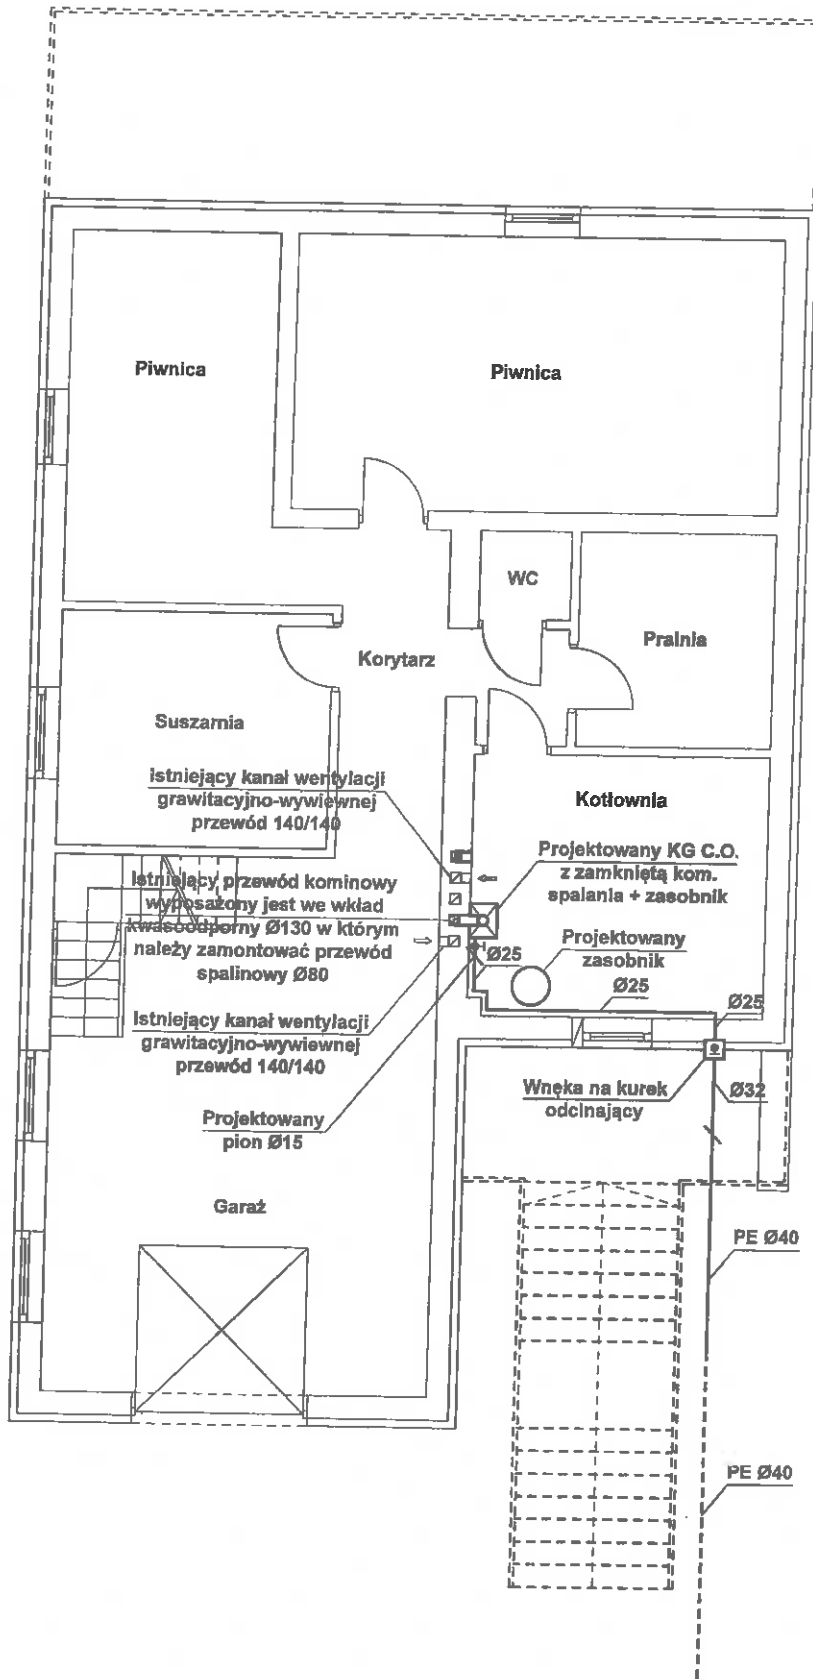 Piwnica
Piwnica
WC
Pralnia
Korytarz
Suszarnia
Istniejący kanał wentylacji
grawitacyjno-wywiewnej
przewód 140/140
Kotłownia
Projektowany KG C.O.
z zamkniętą kom.
spalania + zasobnik
Istniejący przewód kominowy
wyposażony jest we wkład
kwasoodporny Ø130 w którym
należy zamontować przewód
spalinowy Ø80
Ø25
Projektowany
zasobnik
Ø25
Ø25
Istniejący kanał wentylacji
grawitacyjno-wywiewnej
przewód 140/140
Wnęka na kurek
odcinający
Ø32
Projektowany
pion Ø15
Garaż
PE Ø40
PE Ø40